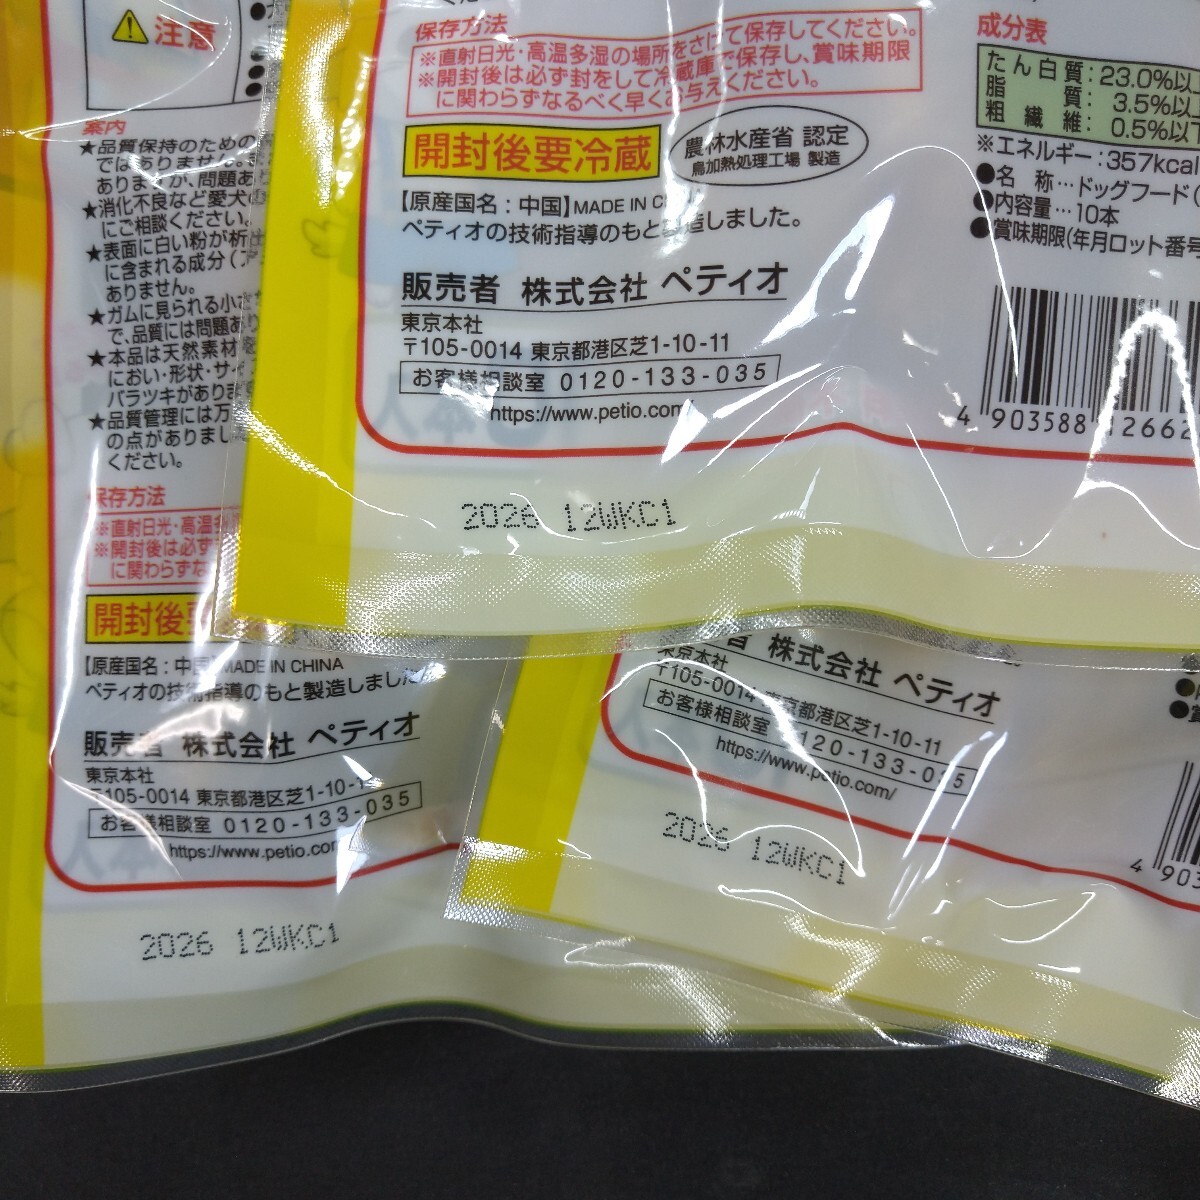 保存方法
※直射日光・高温多湿の場所をさけて保存してください。
※開封後は必ず封をして冷蔵庫で保存し、賞味期限
に関わらずなるべく早くお与えください。
開封後要冷蔵
農林水産省 認定
鳥加熱処理工場 製造
【原産国名：中国】MADE IN
ペティオの技術指導のもと製造しました。
販売者 株式会社 ペティオ
東京本社
〒105-0014 東京都港区芝1-10-11
お客様相談室 0120-133-035
https://www.petio.com/
2026 12WKC1
成分表
たん白質：23.0%以
脂質：3.5%以
粗繊維：0.5%以下
※エネルギー：357kcal
●名 称…ドッグフード
●内容量…10本
●賞味期限(年月ロット番号
4 903588 12662
注意
案内
★品質保持のための
ではありません。
ありますが、問題あ
★消化不良など愛犬
にご相談ください。
★表面に白い粉が析出
に含まれる成分(ア
ありません。
★ガムに見られる小さ
で、品質には問題あり
★本品は天然素材
におい・形状・サイ
バラツキがありま
★品質管理には万
の点がありまし
ください。
保存方法
※直射日光・高温多
※開封後は必ず
に関わらずな
開封後要
【原産国名：中国】MADE IN CHINA
ペティオの技術指導のもと製造しました
販売者 株式会社 ペティオ
東京本社
〒105-0014 東京都港区芝1-10-1
お客様相談室 0120-133-035
https://www.petio.com
2026 12WKC1
者 株式会社 ペティオ
東京本社
〒105-0014 東京都港区芝1-10-11
お客様相談室 0120-133-035
https://www.petio.com/
2026 12WKC1
4 903